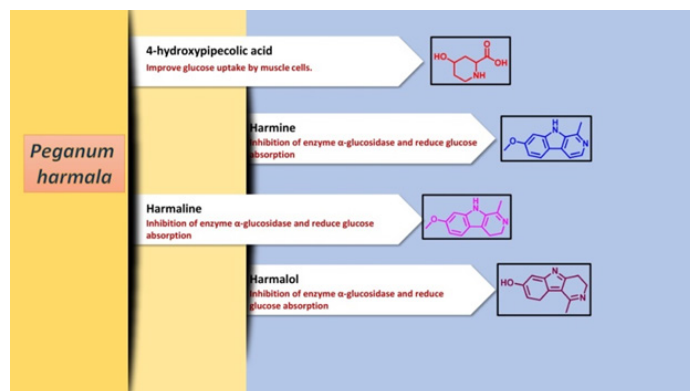 4-hydroxypipecolic acid
Improve glucose uptake by muscle cells.
HO
O
OH
NH
Harmine
Inhibition of enzyme α-glucosidase and reduce glucose
absorption
H
N
O
N
Peganum
harmala
Harmaline
Inhibition of enzyme α-glucosidase and reduce glucose
absorption
H
N
O
N
Harmalol
Inhibition of enzyme α-glucosidase and reduce
glucose absorption
HO
N
N